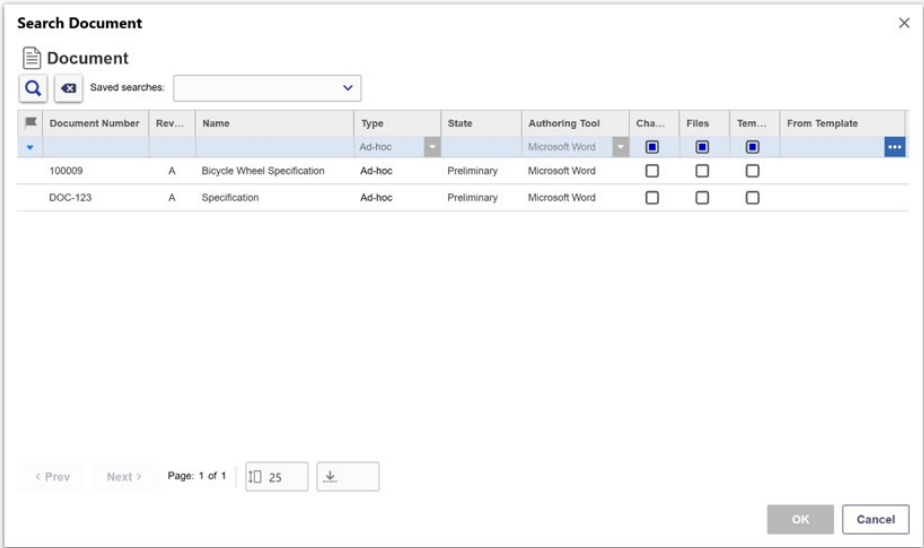 Search Document
Document
Saved searches:
Document Number Rev... Name Type State Authoring Tool Cha... Files Tem... From Template
Ad-hoc Microsoft Word
100009 A Bicycle Wheel Specification Ad-hoc Preliminary Microsoft Word
DOC-123 A Specification Ad-hoc Preliminary Microsoft Word
< Prev Next > Page: 1 of 1 25
OK Cancel